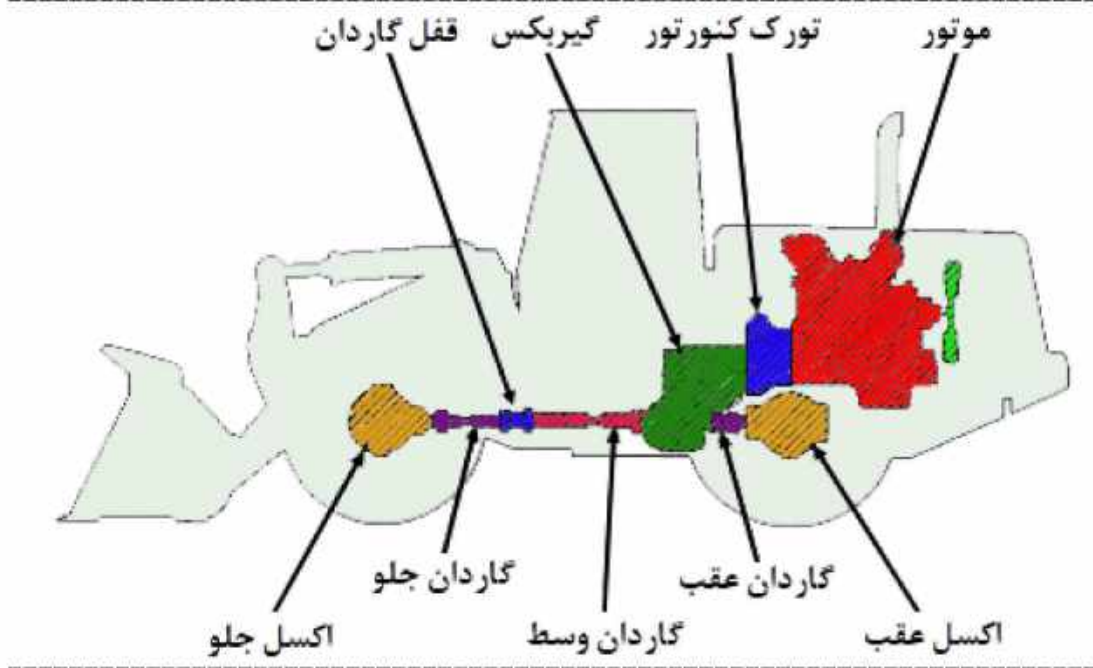 موتور
تورک کنورتور
گیربکس
قفل گاردان
گاردان جلو
گاردان عقب
اکسل جلو
گاردان وسط
اکسل عقب